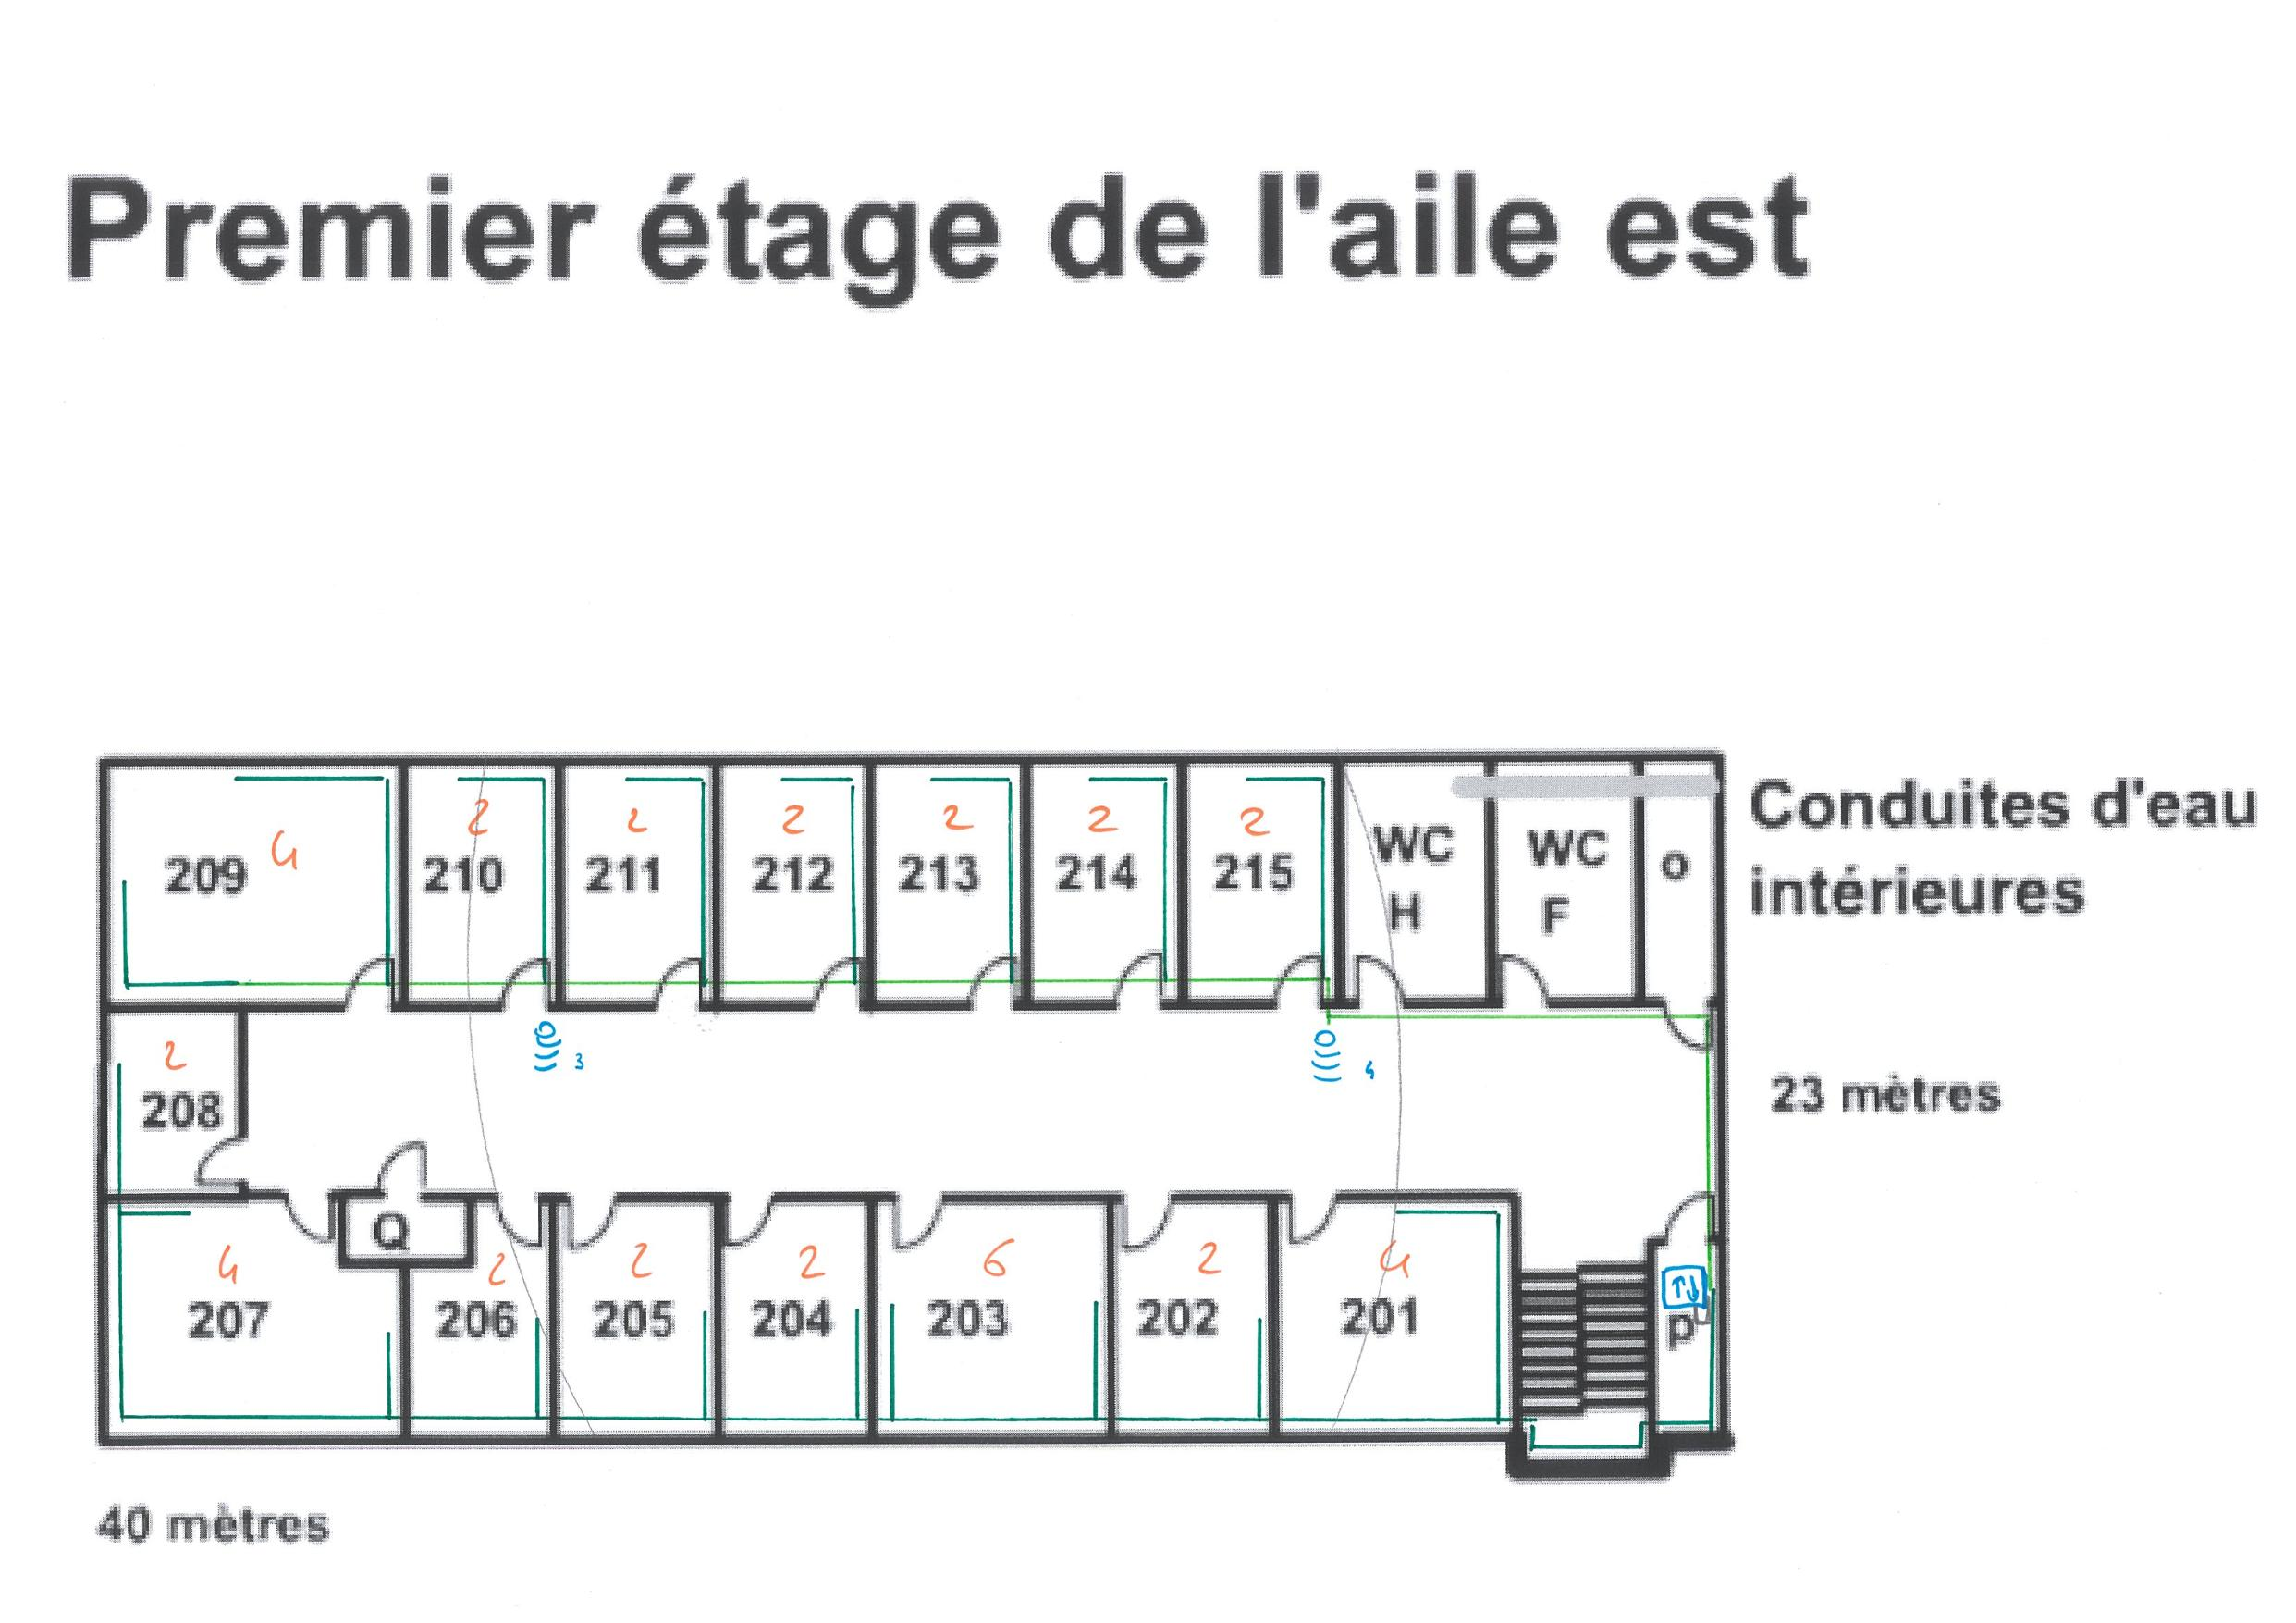 Premier étage de l'aile est
Conduites d'eau
intérieures
209 4
2
210
2
211
2
212
2
213
2
214
2
215
WC
H
WC
F
o
3
4
23 mètres
2
208
Q
4
207
2
206
2
205
2
204
6
203
2
202
4
201
↑↓
p
40 mètres